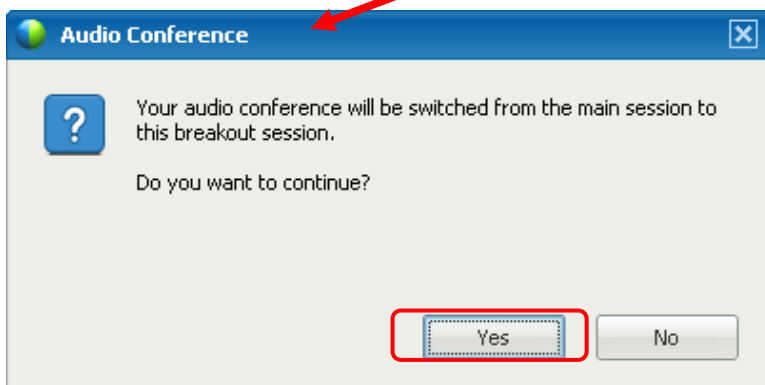 Audio Conference
Your audio conference will be switched from the main session to
this breakout session.
Do you want to continue?
Yes
No